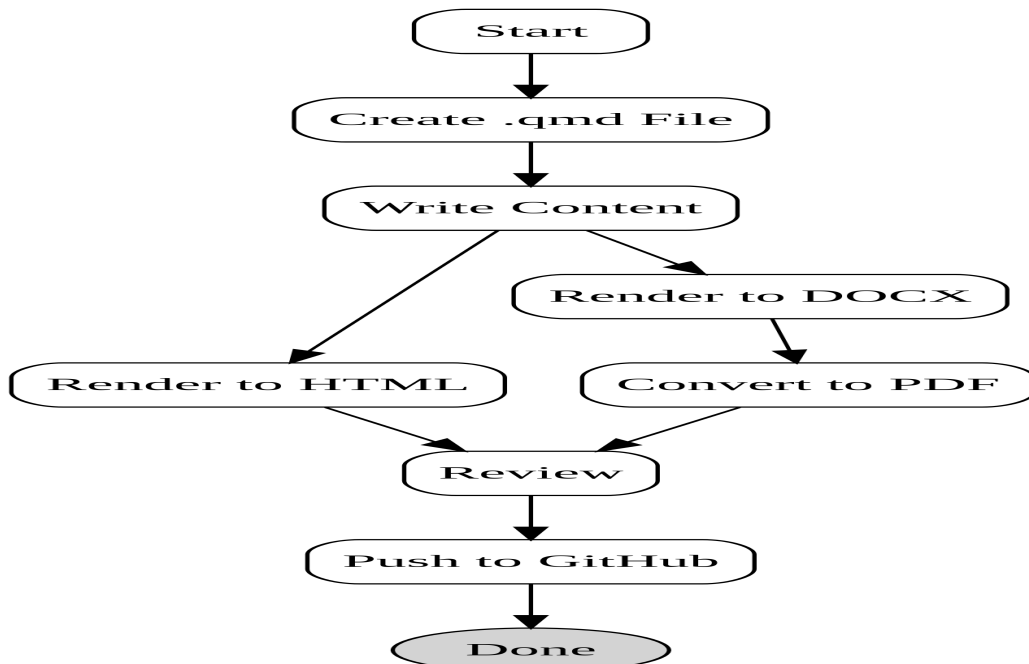 Start
Create .qmd File
Write Content
Render to DOCX
Render to HTML
Convert to PDF
Review
Push to GitHub
Done